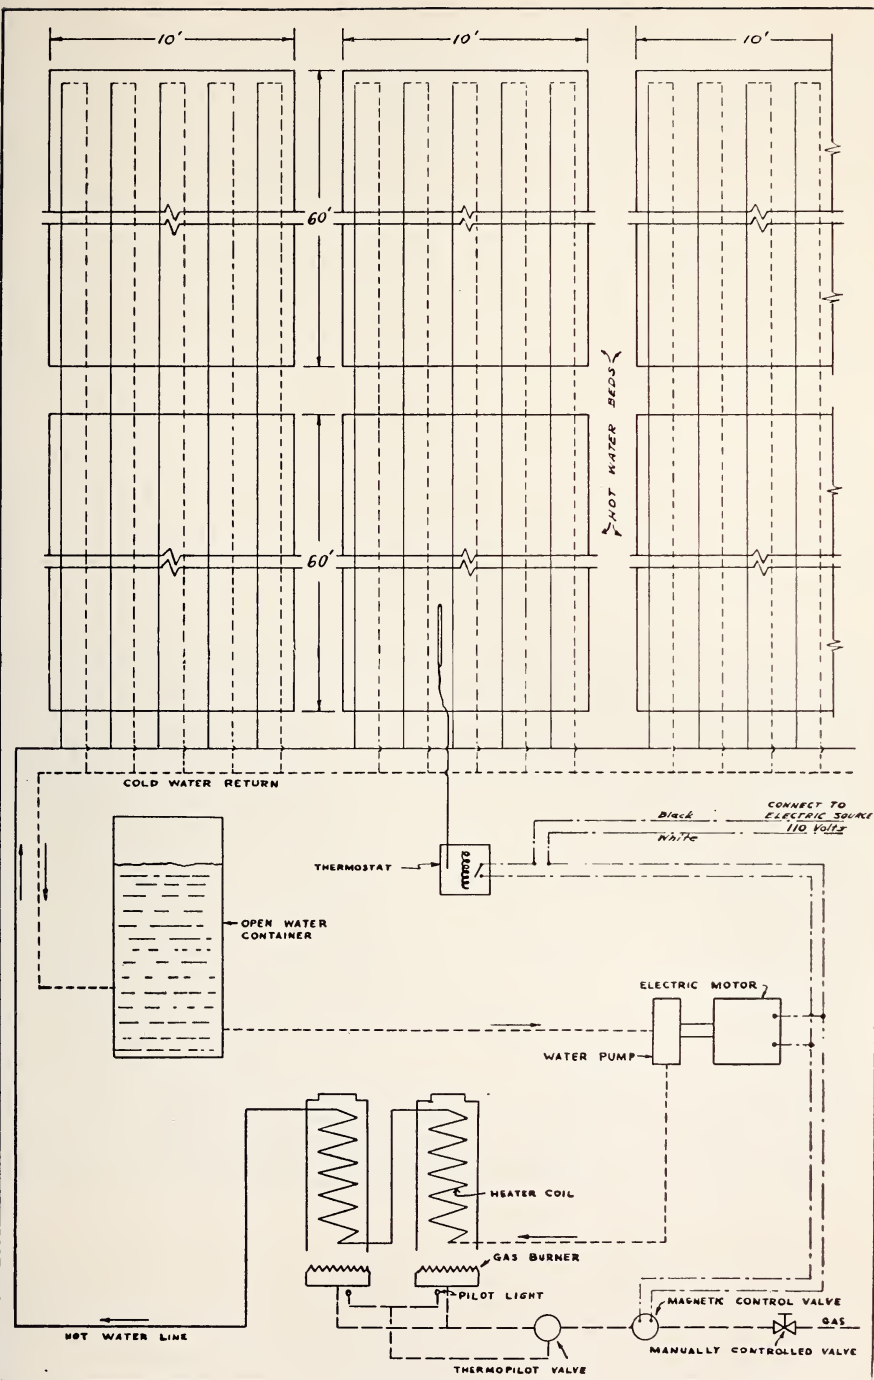 10'
10'
10'
60'
HOT WATER BEDS
60'
COLD WATER RETURN
Black
CONNECT TO
ELECTRIC SOURCE
White
110 Volts
THERMOSTAT
OPEN WATER
CONTAINER
ELECTRIC MOTOR
WATER PUMP
HEATER COIL
GAS BURNER
PILOT LIGHT
MAGNETIC CONTROL VALVE
GAS
HOT WATER LINE
MANUALLY CONTROLLED VALVE
THERMOPILOT VALVE